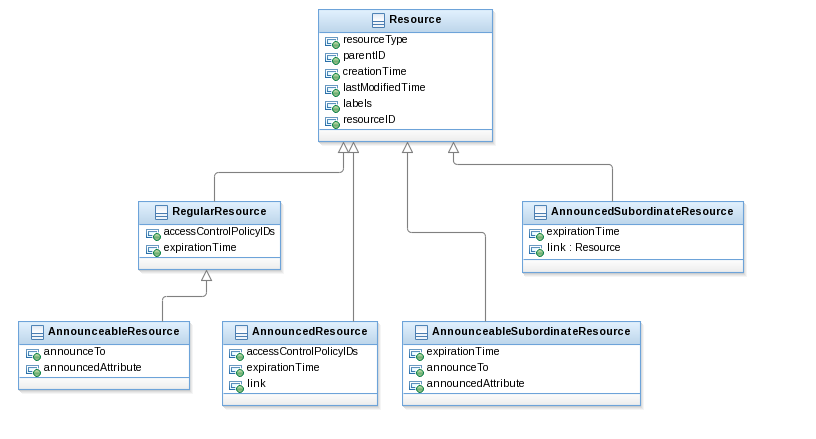 Resource
resourceType
parentID
creationTime
lastModifiedTime
labels
resourceID
RegularResource
accessControlPolicyIDs
expirationTime
AnnouncedSubordinateResource
expirationTime
link : Resource
AnnounceableResource
announceTo
announcedAttribute
AnnouncedResource
accessControlPolicyIDs
expirationTime
link
AnnounceableSubordinateResource
expirationTime
announceTo
announcedAttribute